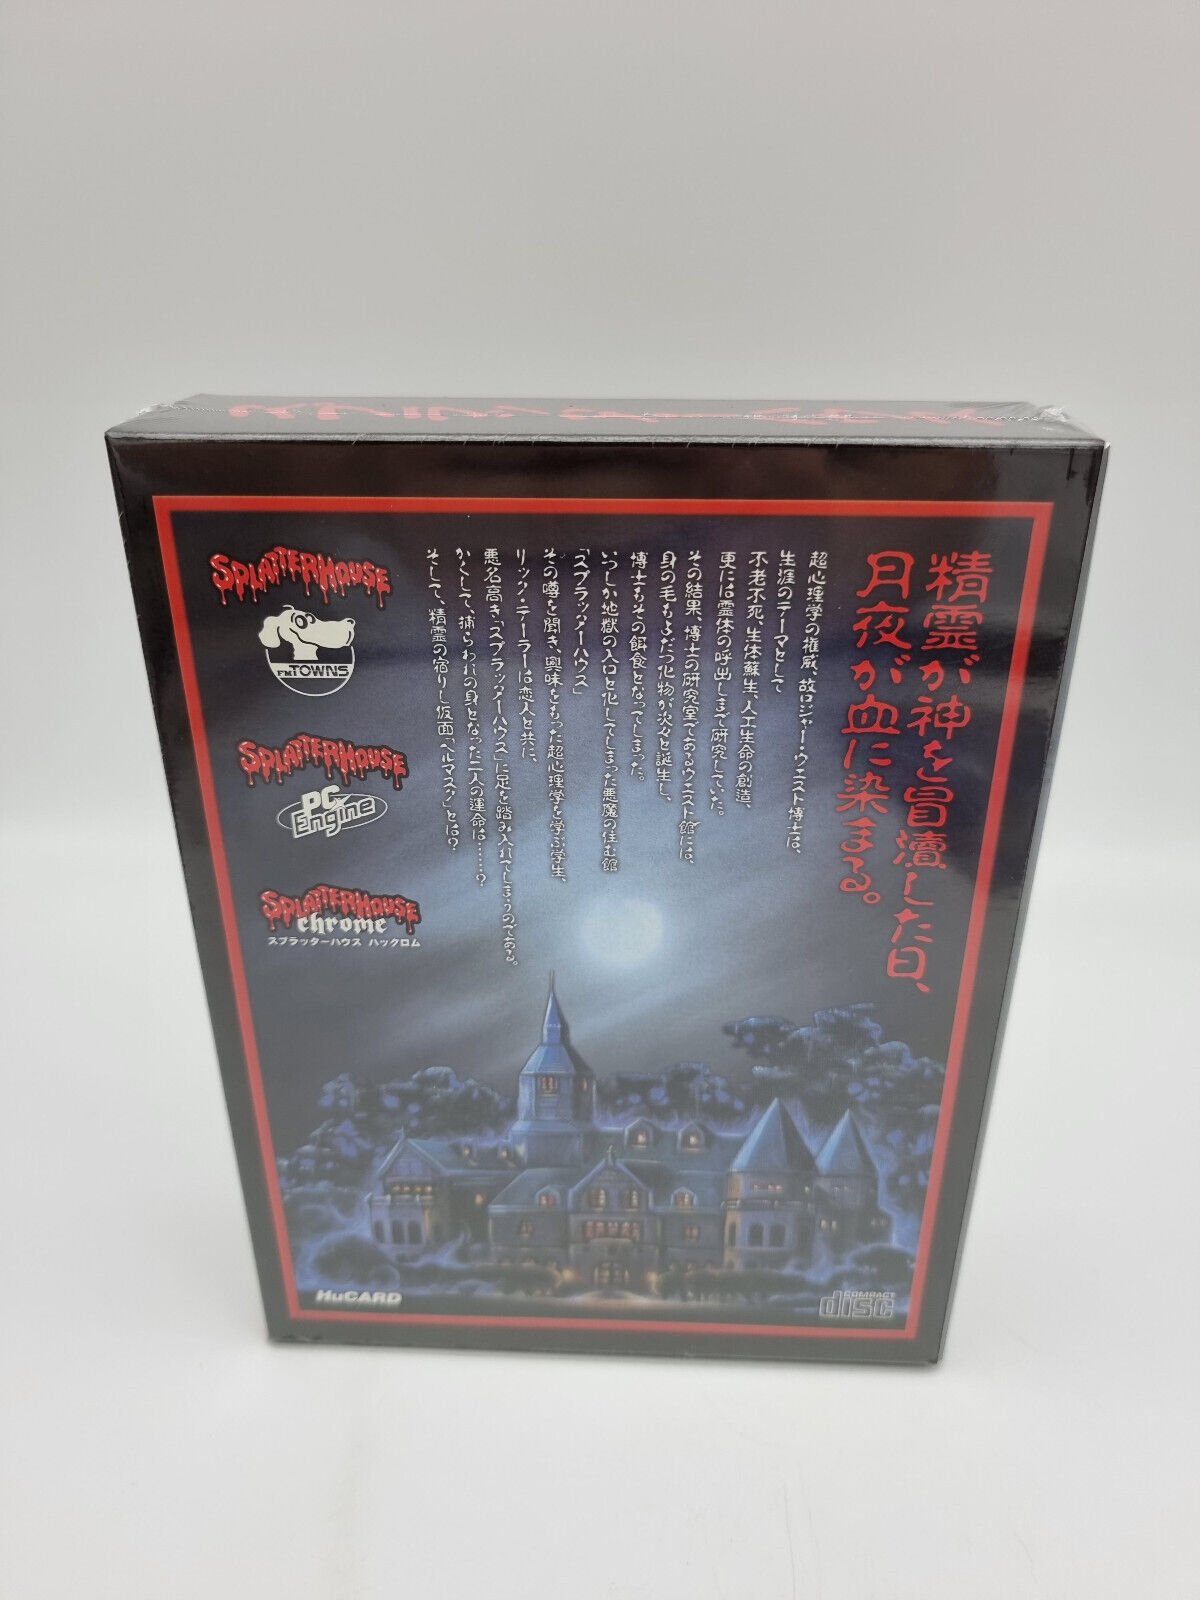 精霊が神を冒瀆した日、
月夜が血に染まる。
超心理学の権威、故ロジャー・ウェスト博士は、
生涯のテーマとして
不老不死、生体蘇生、人工生命の創造、
更には霊体の呼出しまで研究していた。
その結果、博士の研究室であるウェスト館には、
身の毛もよだつ化物が次々と誕生し、
博士もその餌食となってしまった。
いつしか地獄の入口と化してしまった悪魔の住む館
「スプラッターハウス」
その噂を聞き、興味をもった超心理学を学ぶ学生、
リック・テーラーは恋人と共に、
悪名高き「スプラッターハウス」に足を踏み入れてしまうのである。
かくして、捕らわれの身となった二人の運命は……?
そして、精霊の宿りし仮面「ヘルマスク」とは?
SPLATTERHOUSE
FM TOWNS
SPLATTERHOUSE
PC Engine
SPLATTERHOUSE
chrome
スプラッターハウス ハックロム
HuCARD
COMPACT
disc